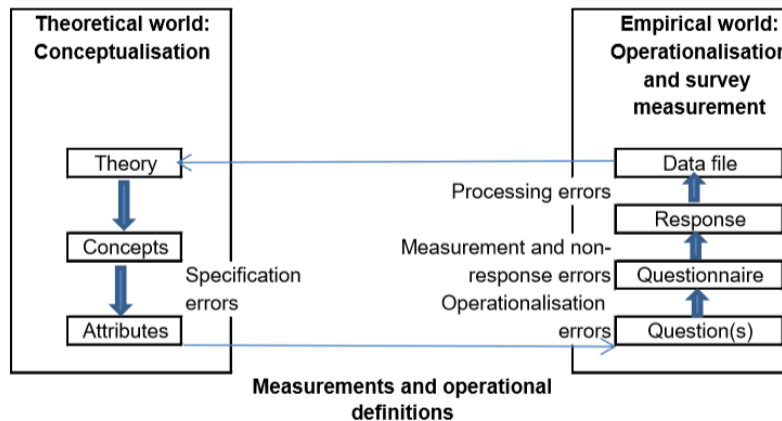 Theoretical world:
Conceptualisation
Theory
Concepts
Specification
errors
Attributes
Empirical world:
Operationalisation
and survey
measurement
Data file
Processing errors
Response
Measurement and non-
response errors
Questionnaire
Operationalisation
errors
Question(s)
Measurements and operational
definitions